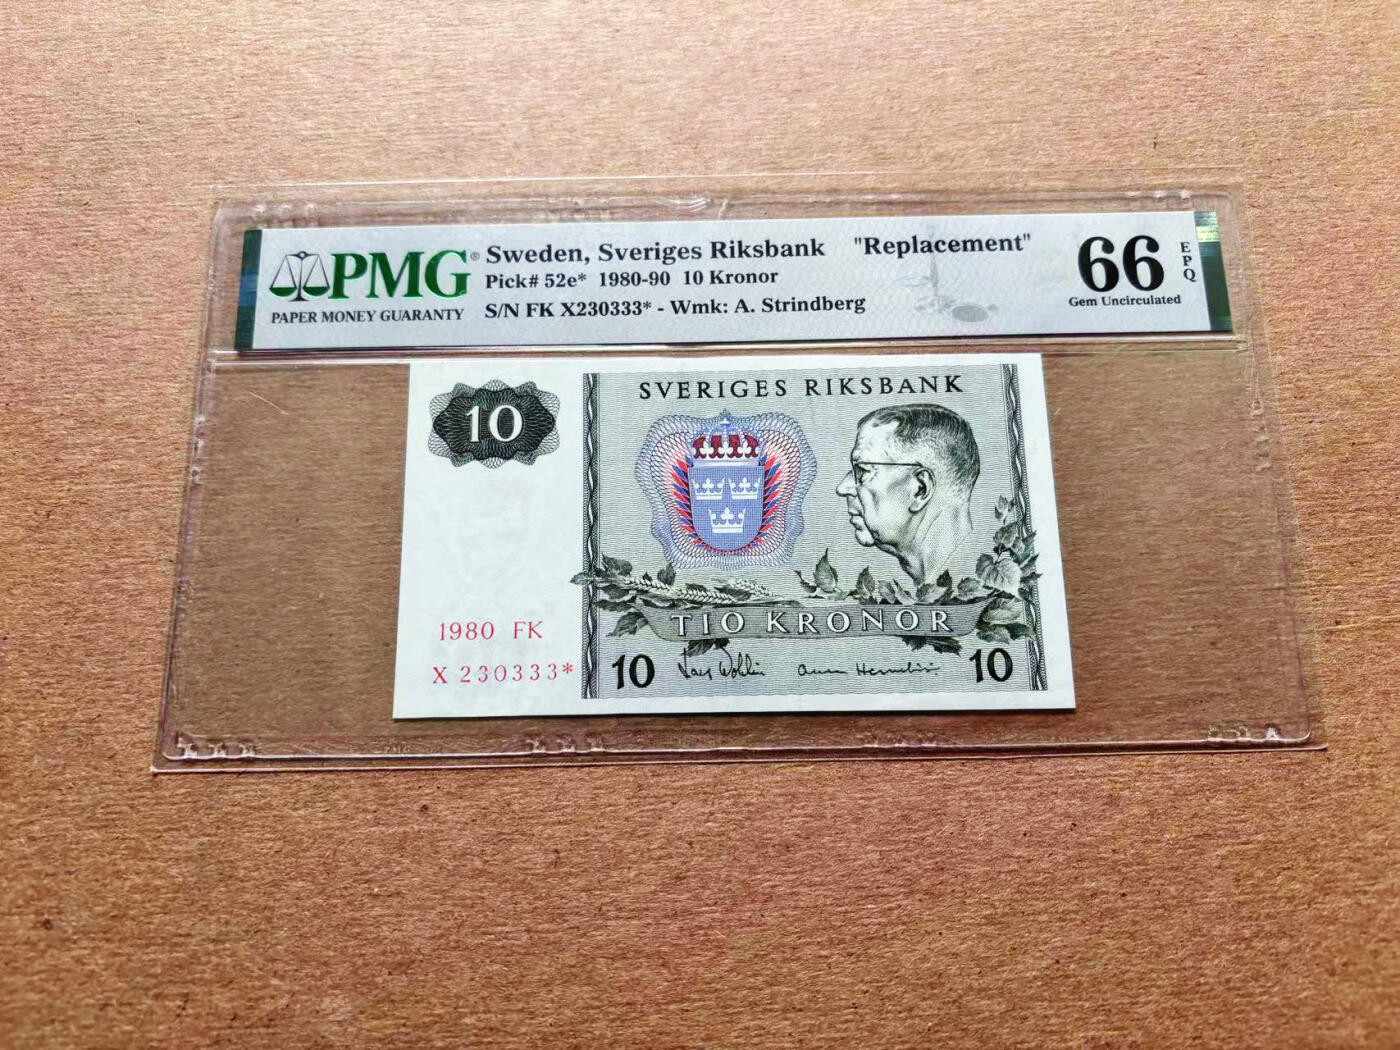 PMG®
PAPER MONEY GUARANTY
Sweden, Sveriges Riksbank "Replacement"
Pick# 52e* 1980-90 10 Kronor
S/N FK X230333* - Wmk: A. Strindberg
66
EPQ
Gem Uncirculated
10
SVERIGES RIKSBANK
1980 FK
X 230333*
TIO KRONOR
10
10
PMG